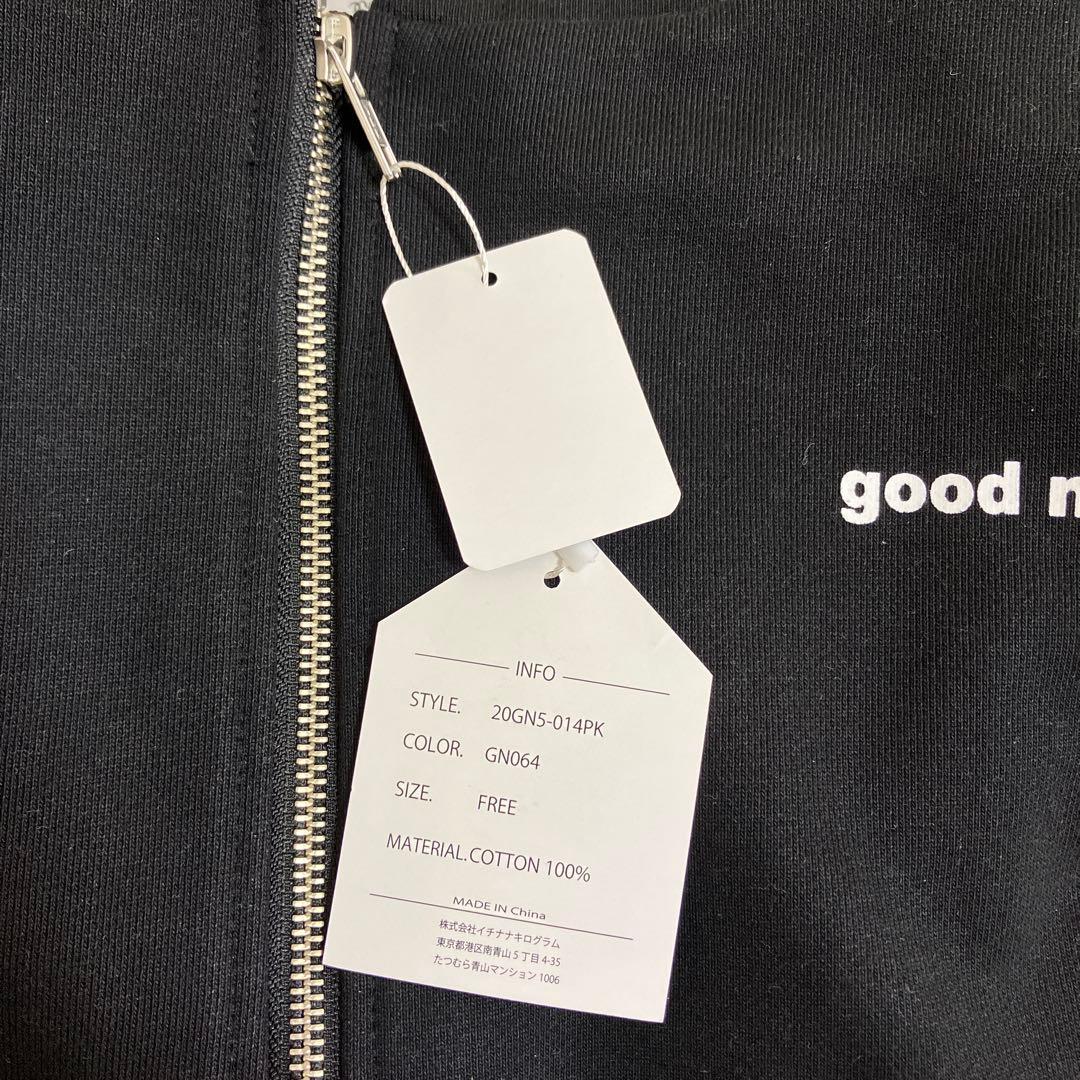 good
INFO
STYLE. 20GN5-014PK
COLOR. GN064
SIZE. FREE
MATERIAL.COTTON 100%
MADE IN China
株式会社イチナナキログラム
東京都港区南青山５丁目4-35
たつむら青山マンション1006